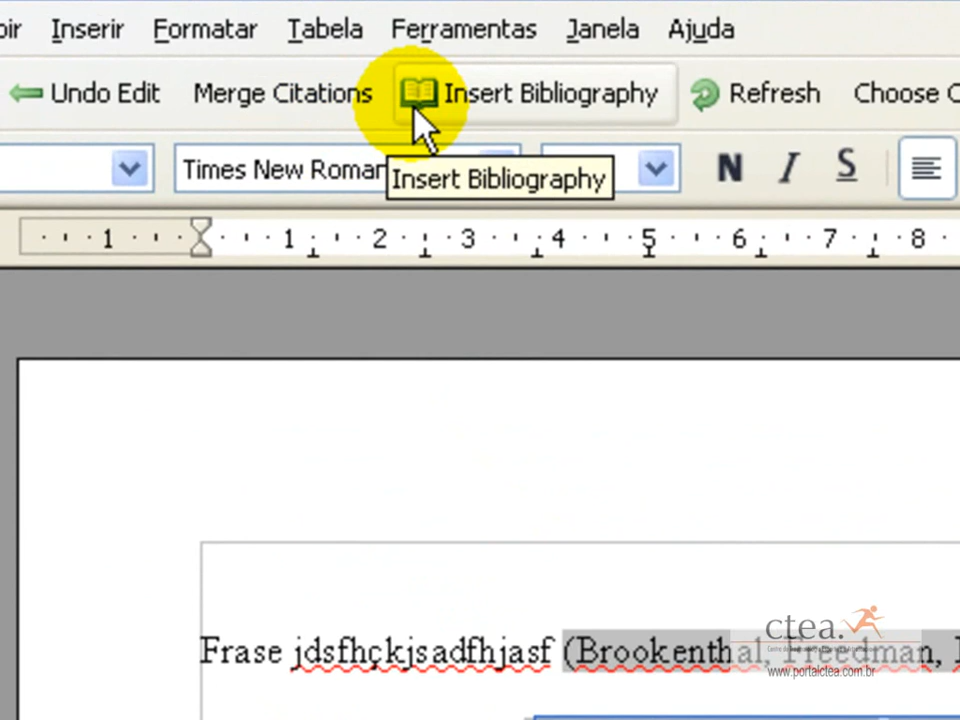 Inserir Formatar Tabela Ferramentas Janela Ajuda
Undo Edit Merge Citations Insert Bibliography Refresh Choose
Times New Roman N I S
Insert Bibliography
1 1 2 3 4 5 6 7 8
Frase jdsfhçkjsadfhjasf (Brookenthal, Freedman,
ctea.
www.portalctea.com.br